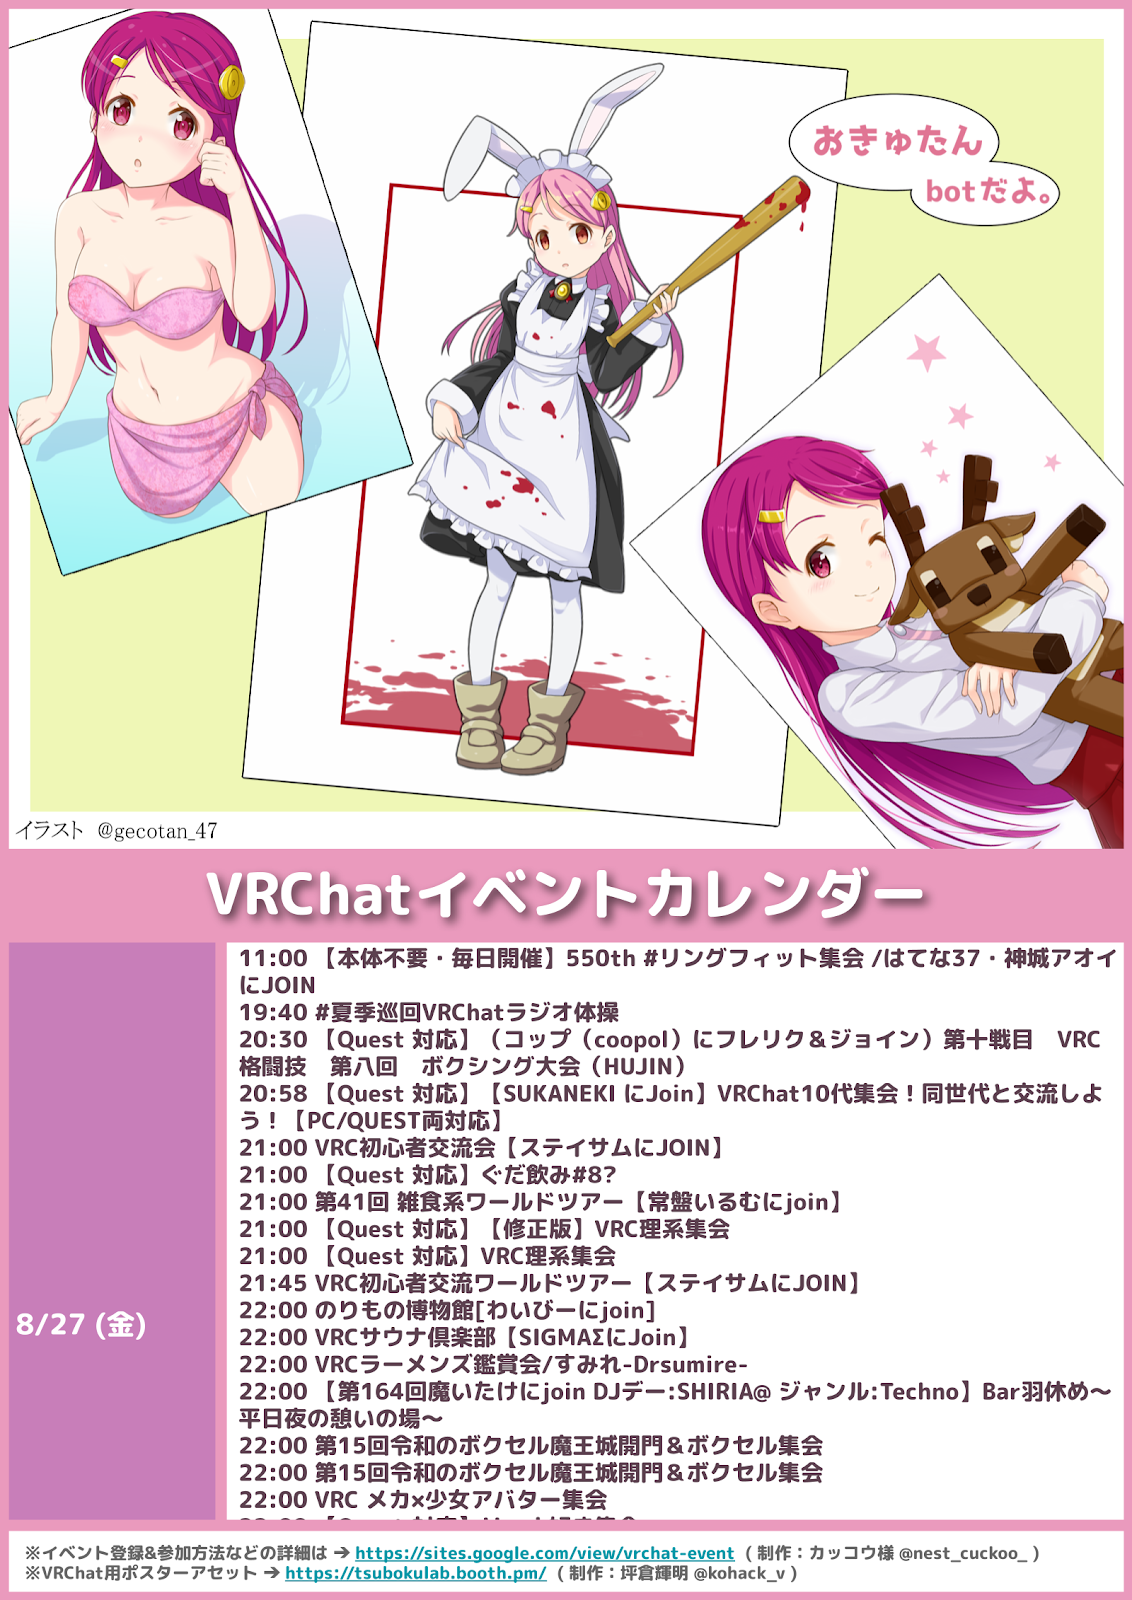 おきゅたん
botだよ。
イラスト @gecotan_47
VRChatイベントカレンダー
8/27 (金)
11:00 【本体不要・毎日開催】550th #リングフィット集会 /はてな37・神城アオイ
にJOIN
19:40 #夏季巡回VRChatラジオ体操
20:30 【Quest 対応】（コップ（coopol）にフレリク＆ジョイン）第十戦目　VRC
格闘技　第八回　ボクシング大会（HUJIN）
20:58 【Quest 対応】【SUKANEKI にJoin】VRChat10代集会！同世代と交流しよ
う！【PC/QUEST両対応】
21:00 VRC初心者交流会【ステイサムにJOIN】
21:00 【Quest 対応】ぐだ飲み#8?
21:00 第41回 雑食系ワールドツアー【常盤いるむにjoin】
21:00 【Quest 対応】【修正版】VRC理系集会
21:00 【Quest 対応】VRC理系集会
21:45 VRC初心者交流ワールドツアー【ステイサムにJOIN】
22:00 のりもの博物館[わいびーにjoin]
22:00 VRCサウナ倶楽部【SIGMAΣにJoin】
22:00 VRCラーメンズ鑑賞会/すみれ-Drsumire-
22:00 【第164回魔いたけにjoin DJデー:SHIRIA@ ジャンル:Techno】Bar羽休め～
平日夜の憩いの場～
22:00 第15回令和のボクセル魔王城開門＆ボクセル集会
22:00 第15回令和のボクセル魔王城開門＆ボクセル集会
22:00 VRC メカ×少女アバター集会
※イベント登録&参加方法などの詳細は ➔ https://sites.google.com/view/vrchat-event （制作：カッコウ様 @nest_cuckoo_ ）
※VRChat用ポスターアセット ➔ https://tsubokulab.booth.pm/ （制作：坪倉輝明 @kohack_v ）